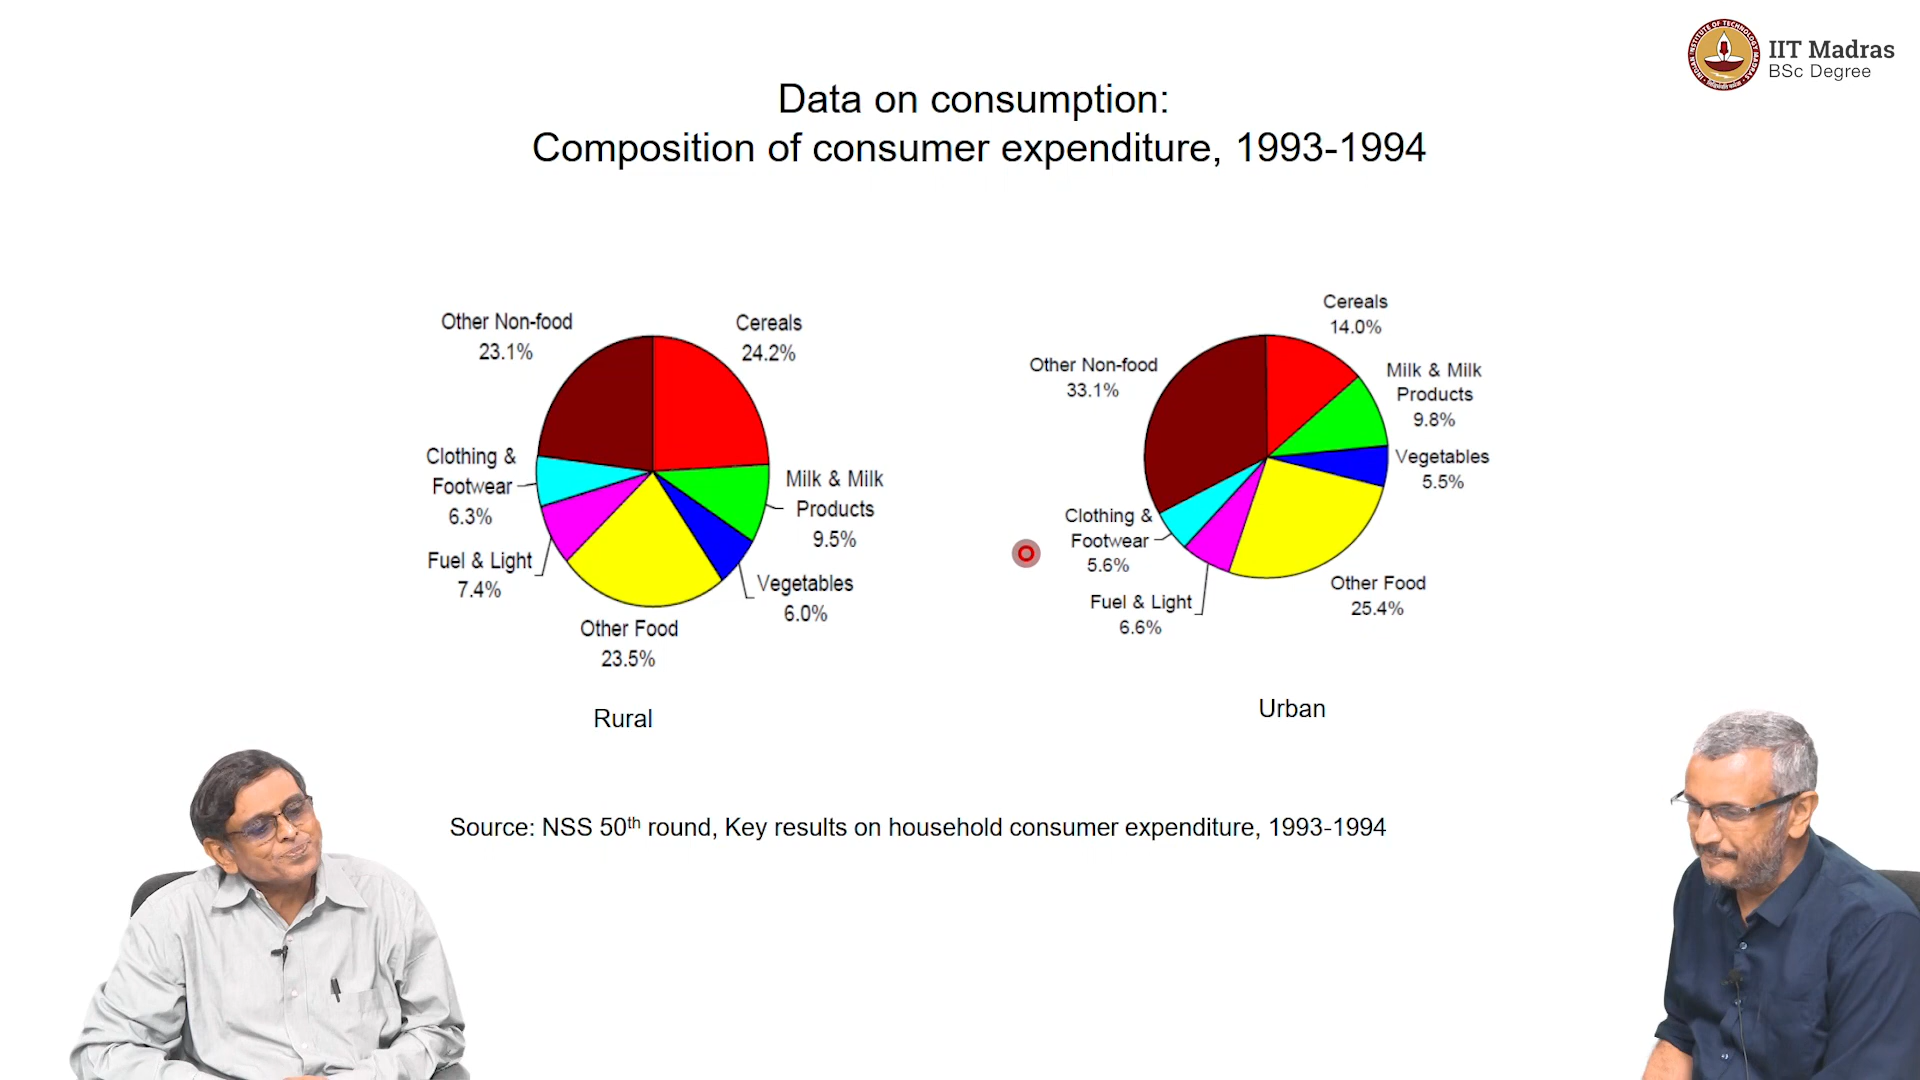 IIT Madras
BSc Degree
Data on consumption:
Composition of consumer expenditure, 1993-1994
Other Non-food
23.1%
Cereals
24.2%
Clothing &
Footwear
6.3%
Milk & Milk
Products
9.5%
Fuel & Light
7.4%
Vegetables
6.0%
Other Food
23.5%
Rural
Cereals
14.0%
Other Non-food
33.1%
Milk & Milk
Products
9.8%
Vegetables
5.5%
Clothing &
Footwear
5.6%
Fuel & Light
6.6%
Other Food
25.4%
Urban
Source: NSS 50th round, Key results on household consumer expenditure, 1993-1994